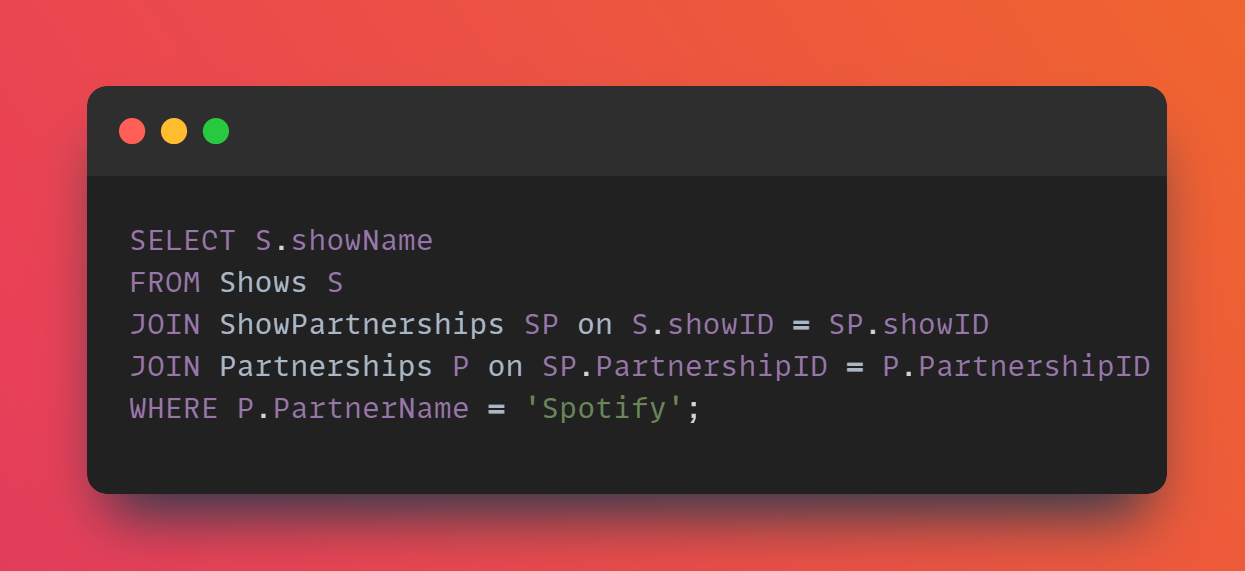 SELECT S.showName
FROM Shows S
JOIN ShowPartnerships SP on S.showID = SP.showID
JOIN Partnerships P on SP.PartnershipID = P.PartnershipID
WHERE P.PartnerName = 'Spotify';